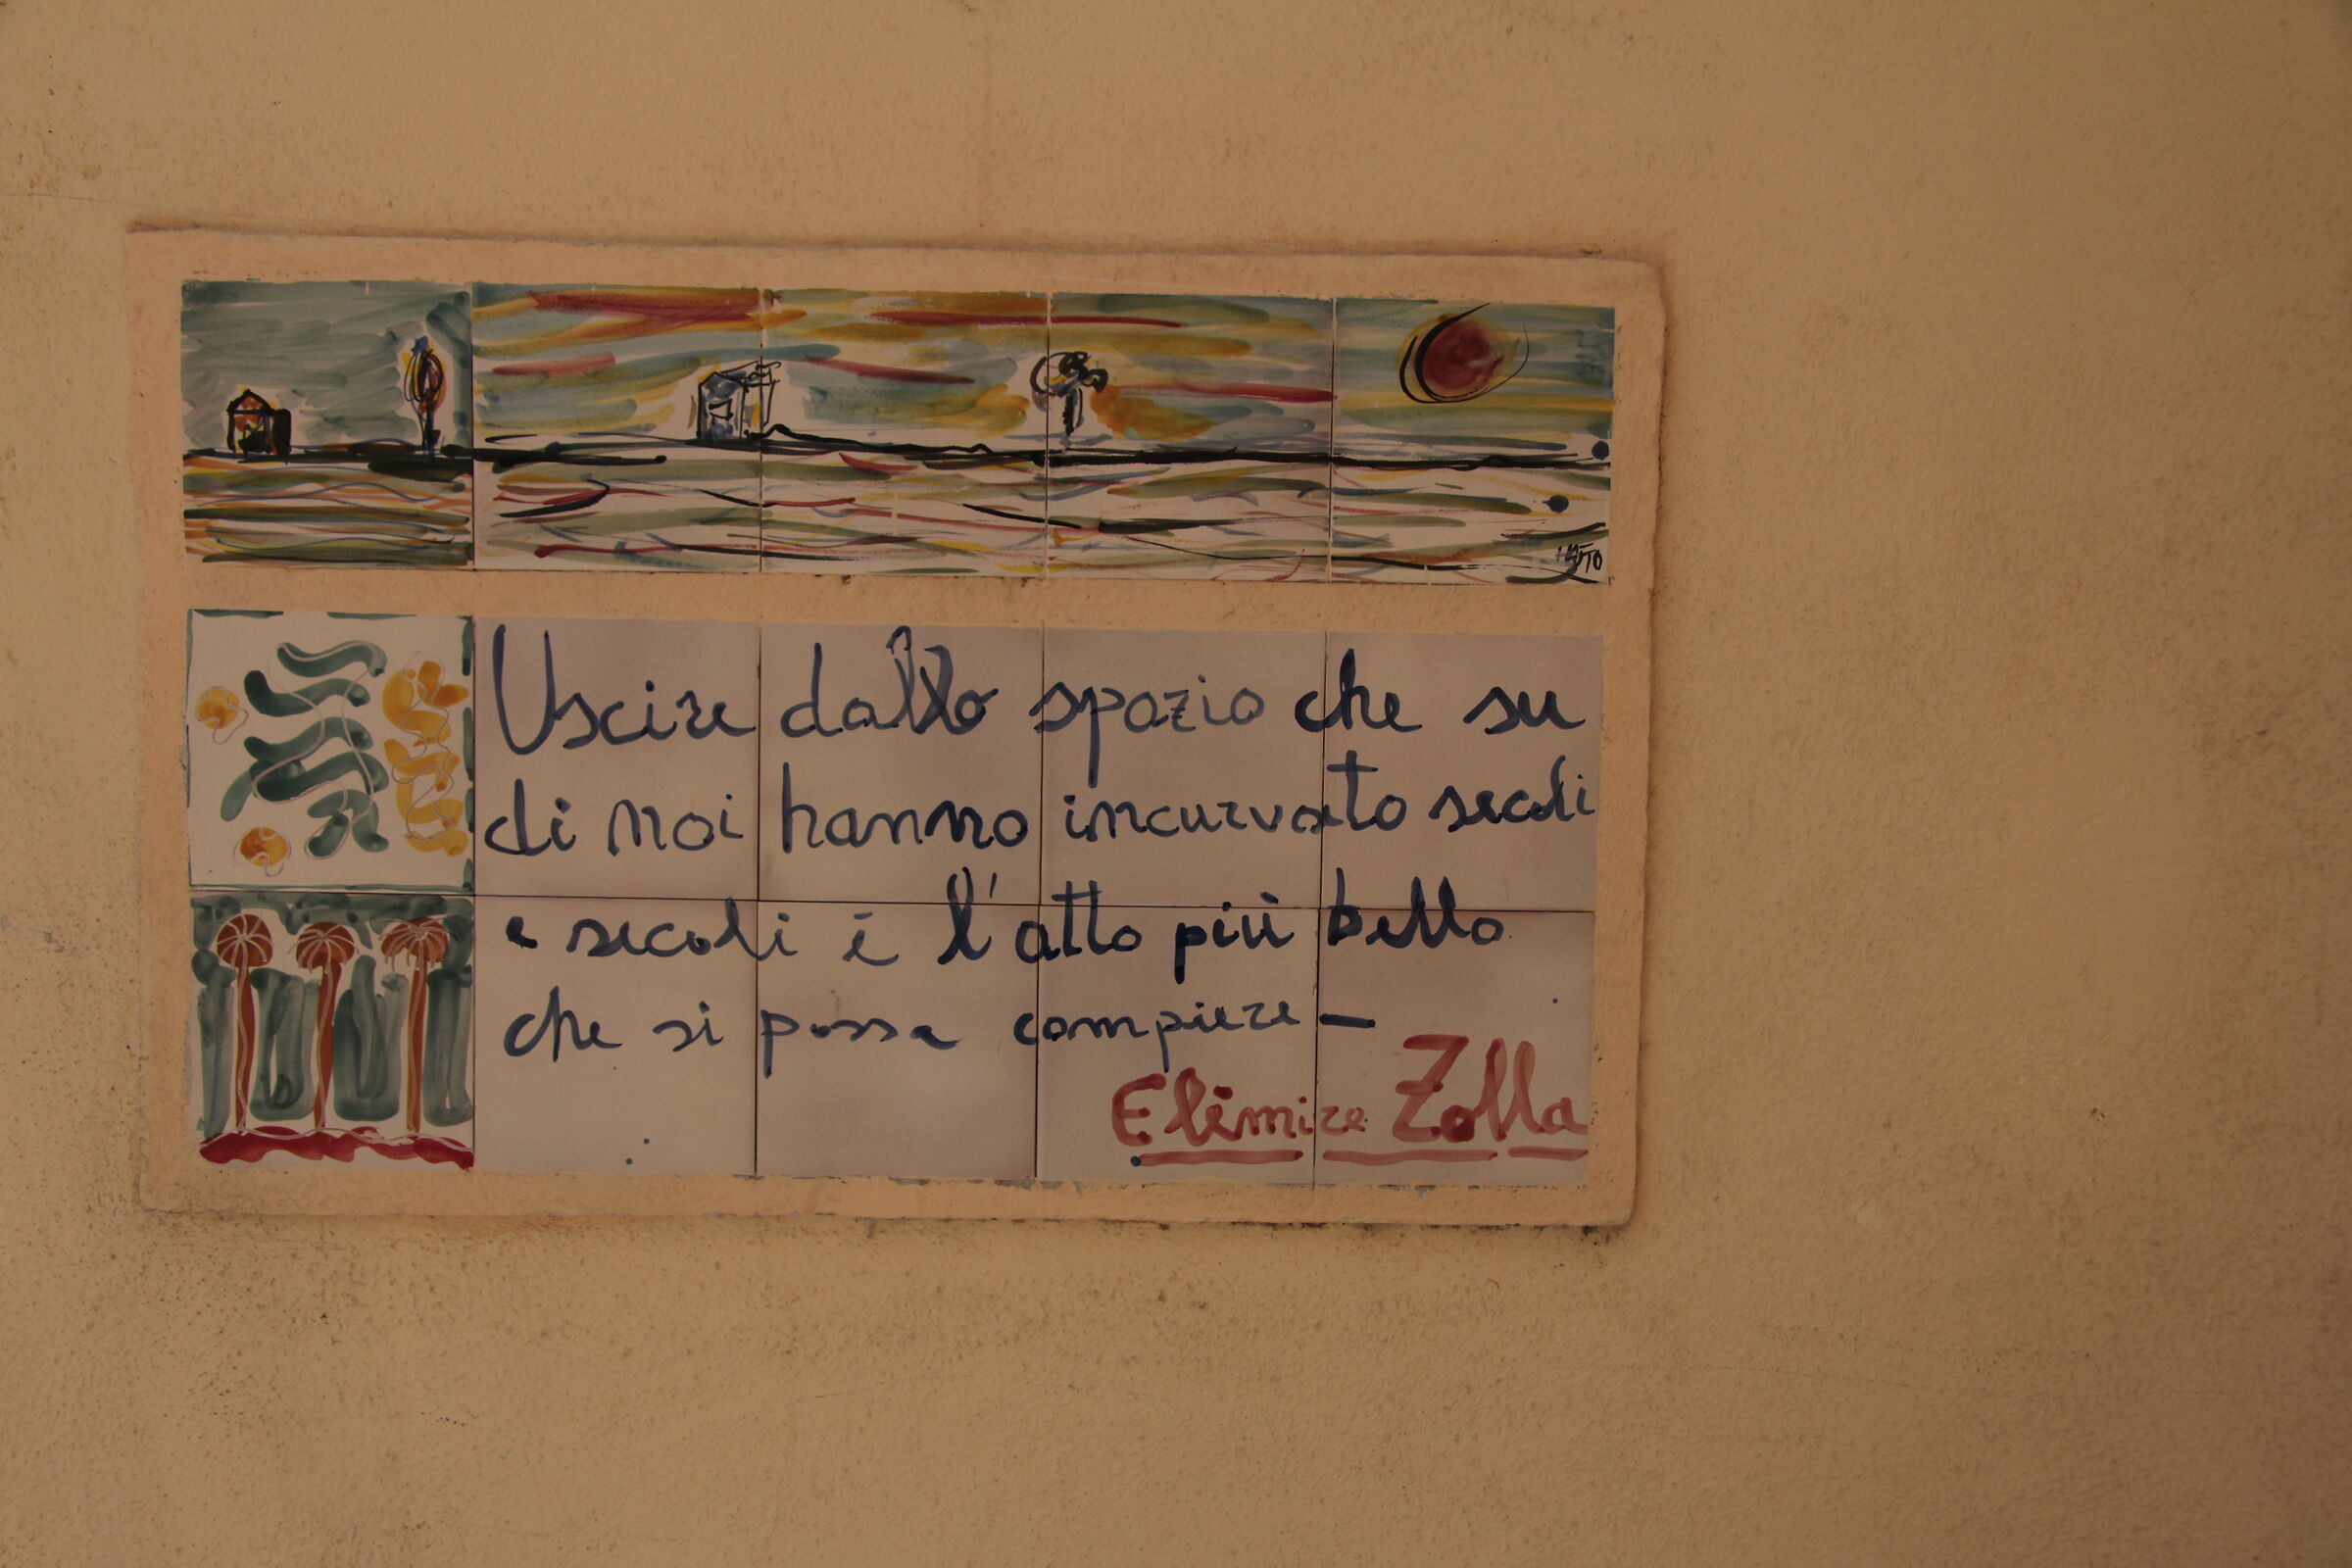 Uscire dallo spazio che su
di noi hanno incurvato secoli
e secoli è l'atto più bello
che si possa compiere -
Elémire Zolla